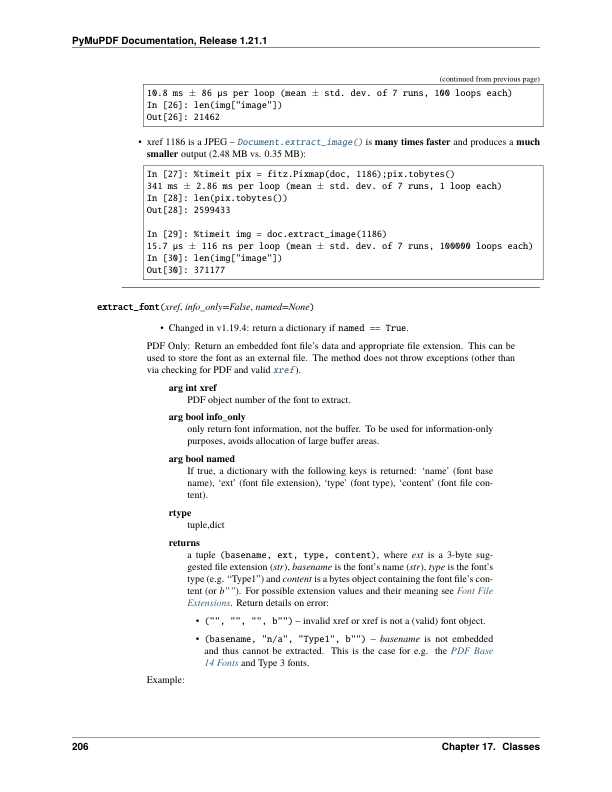 PyMuPDF Documentation, Release 1.21.1
(continued from previous page)
10.8 ms ± 86 µs per loop (mean ± std. dev. of 7 runs, 100 loops each)
In [26]: len(img["image"])
Out[26]: 21462
• xref 1186 is a JPEG – Document.extract_image() is many times faster and produces a much
smaller output (2.48 MB vs. 0.35 MB):
In [27]: %timeit pix = fitz.Pixmap(doc, 1186);pix.tobytes()
341 ms ± 2.86 ms per loop (mean ± std. dev. of 7 runs, 1 loop each)
In [28]: len(pix.tobytes())
Out[28]: 2599433
In [29]: %timeit img = doc.extract_image(1186)
15.7 µs ± 116 ns per loop (mean ± std. dev. of 7 runs, 100000 loops each)
In [30]: len(img["image"])
Out[30]: 371177
extract_font(xref, info_only=False, named=None)
• Changed in v1.19.4: return a dictionary if named == True.
PDF Only: Return an embedded font file's data and appropriate file extension. This can be
used to store the font as an external file. The method does not throw exceptions (other than
via checking for PDF and valid xref).
arg int xref
PDF object number of the font to extract.
arg bool info_only
only return font information, not the buffer. To be used for information-only
purposes, avoids allocation of large buffer areas.
arg bool named
If true, a dictionary with the following keys is returned: ‘name’ (font base
name), ‘ext’ (font file extension), ‘type’ (font type), ‘content’ (font file con-
tent).
rtype
tuple,dict
returns
a tuple (basename, ext, type, content), where ext is a 3-byte sug-
gested file extension (str), basename is the font's name (str), type is the font's
type (e.g. “Type1”) and content is a bytes object containing the font file's con-
tent (or b””). For possible extension values and their meaning see Font File
Extensions. Return details on error:
• ("", "", "", b"") – invalid xref or xref is not a (valid) font object.
• (basename, "n/a", "Type1", b"") – basename is not embedded
and thus cannot be extracted. This is the case for e.g. the PDF Base
14 Fonts and Type 3 fonts.
Example:
206
Chapter 17. Classes